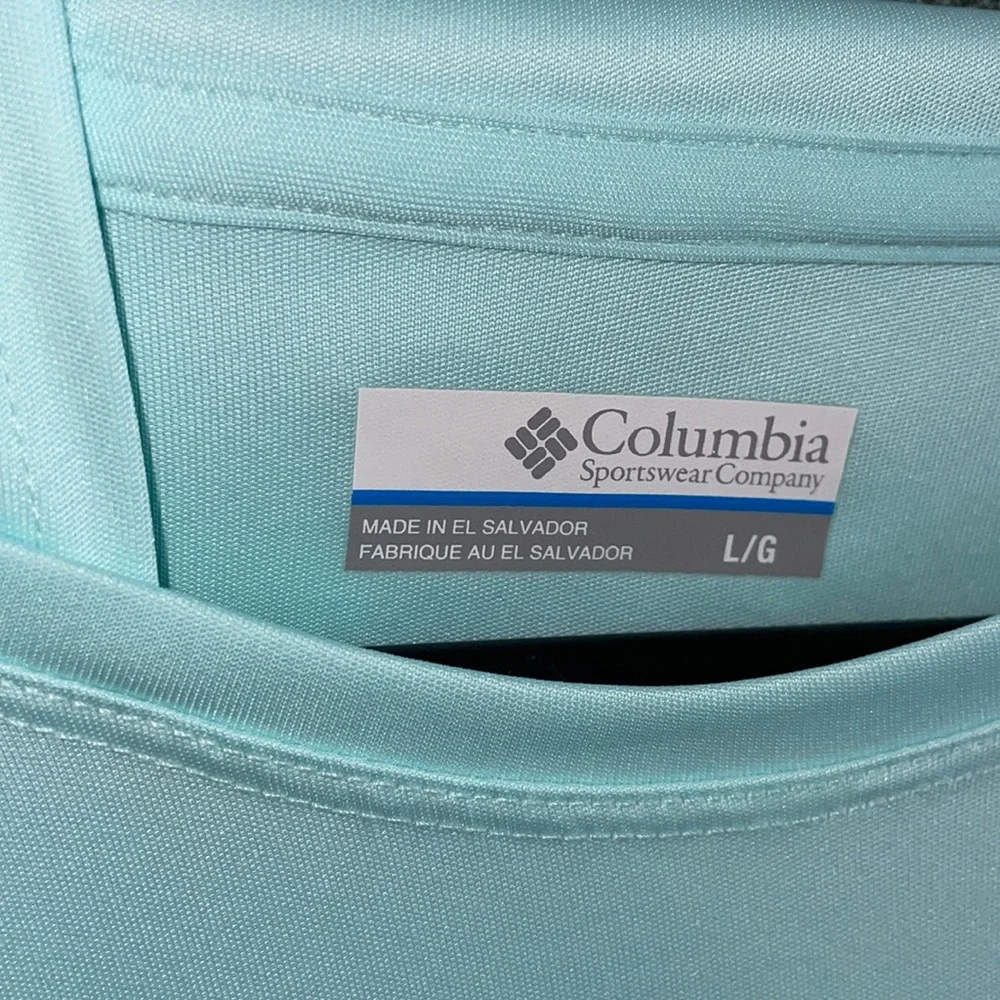 Columbia
Sportswear Company
MADE IN EL SALVADOR
FABRIQUE AU EL SALVADOR
L/G